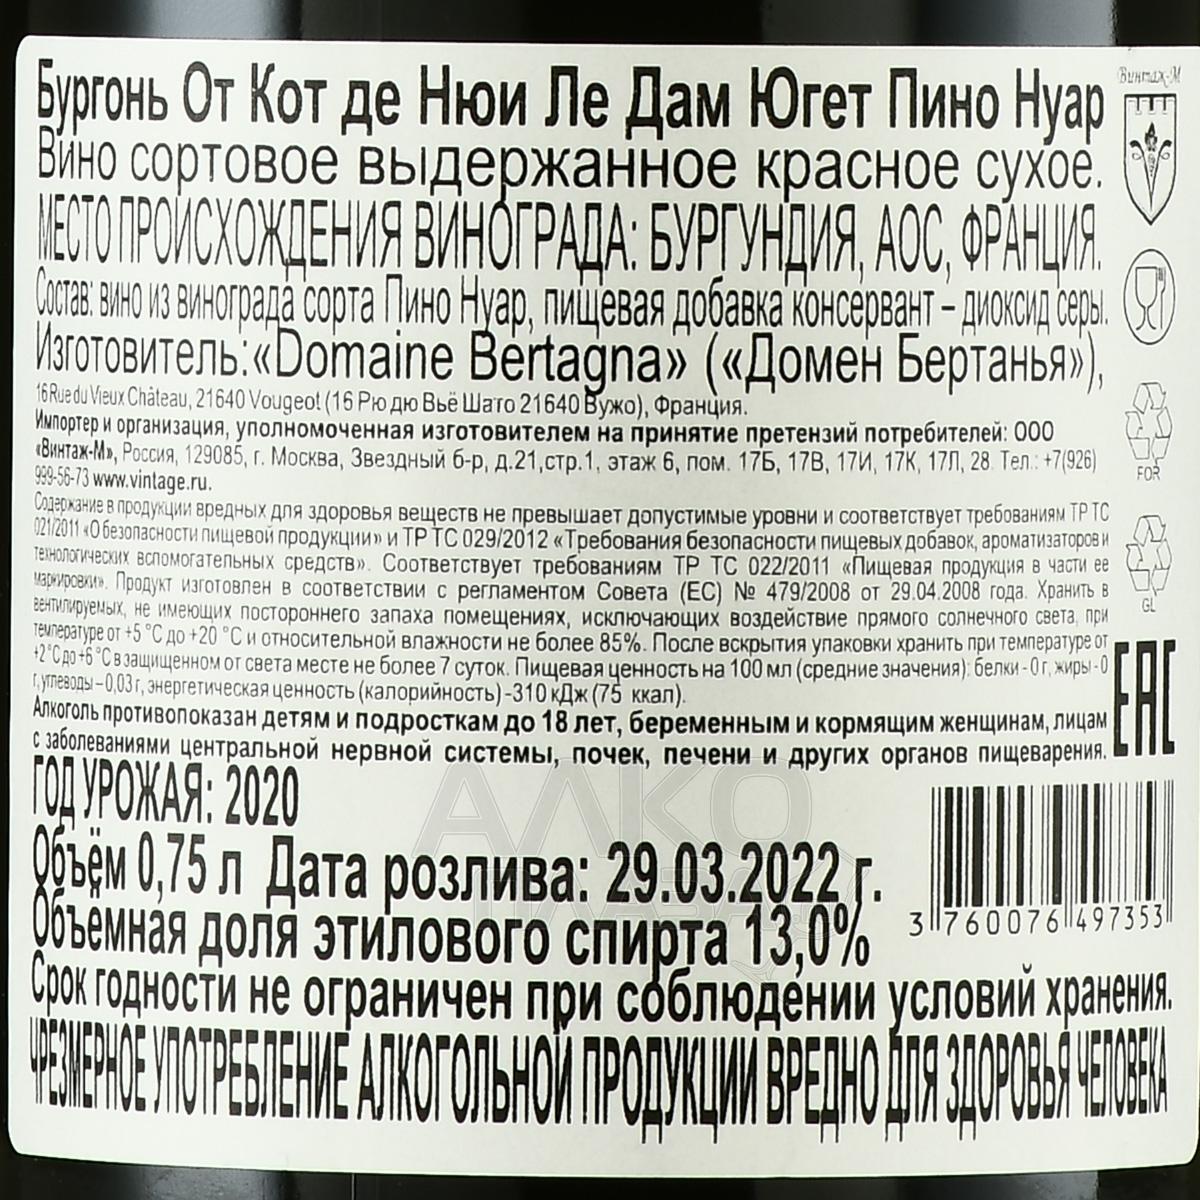 Винтаж-М
Бургонь От Кот де Нюи Ле Дам Югет Пино Нуар
Вино сортовое выдержанное красное сухое.
МЕСТО ПРОИСХОЖДЕНИЯ ВИНОГРАДА: БУРГУНДИЯ, АОС, ФРАНЦИЯ.
Состав: вино из винограда сорта Пино Нуар, пищевая добавка консервант – диоксид серы.
Изготовитель:«Domaine Bertagna» («Домен Бертанья»),
16 Rue du Vieux Château, 21640 Vougeot (16 Рю дю Вьё Шато 21640 Вужо), Франция.
Импортер и организация, уполномоченная изготовителем на принятие претензий потребителей: ООО
«Винтаж-М», Россия, 129085, г. Москва, Звездный б-р, д.21,стр.1, этаж 6, пом. 17Б, 17В, 17И, 17К, 17Л, 28. Тел.: +7(926)
999-56-73 www.vintage.ru.
FOR
Содержание в продукции вредных для здоровья веществ не превышает допустимые уровни и соответствует требованиям ТР ТС
021/2011 «О безопасности пищевой продукции» и ТР ТС 029/2012 «Требования безопасности пищевых добавок, ароматизаторов и
технологических вспомогательных средств». Соответствует требованиям ТР ТС 022/2011 «Пищевая продукция в части ее
маркировки». Продукт изготовлен в соответствии с регламентом Совета (ЕС) № 479/2008 от 29.04.2008 года. Хранить в
вентилируемых, не имеющих постороннего запаха помещениях, исключающих воздействие прямого солнечного света, при
температуре от +5 °С до +20 °С и относительной влажности не более 85%. После вскрытия упаковки хранить при температуре от
+2°С до +6 °С в защищенном от света месте не более 7 суток. Пищевая ценность на 100 мл (средние значения): белки - 0 г, жиры - 0
г, углеводы – 0,03 г, энергетическая ценность (калорийность) -310 кДж (75 ккал).
GL
EAC
Алкоголь противопоказан детям и подросткам до 18 лет, беременным и кормящим женщинам, лицам
с заболеваниями центральной нервной системы, почек, печени и других органов пищеварения.
ГОД УРОЖАЯ: 2020
Объём 0,75 л Дата розлива: 29.03.2022 г.
Объёмная доля этилового спирта 13,0%
3 760076 497353
Срок годности не ограничен при соблюдении условий хранения.
ЧРЕЗМЕРНОЕ УПОТРЕБЛЕНИЕ АЛКОГОЛЬНОЙ ПРОДУКЦИИ ВРЕДНО ДЛЯ ЗДОРОВЬЯ ЧЕЛОВЕКА
АЛКО
ПЛАЗА